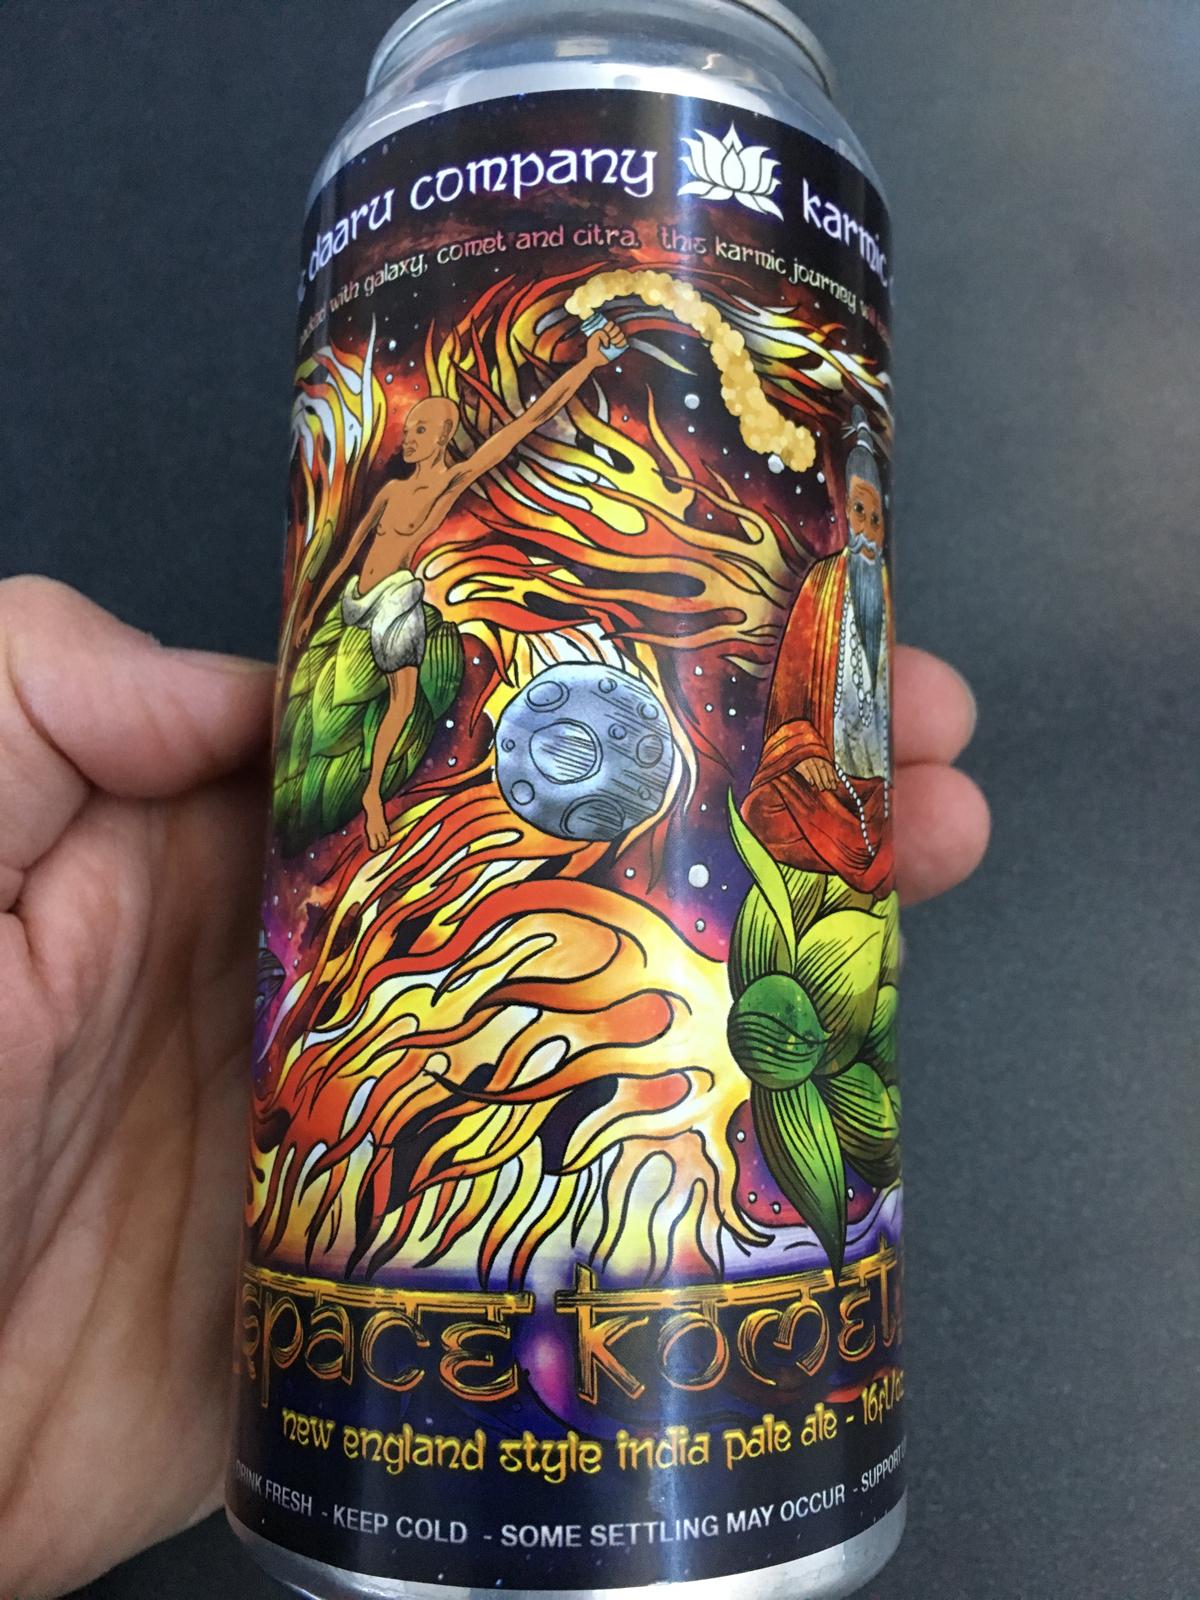 daaru company karmic
with galaxy, comet and citra. this karmic journey
space komet
new england style india pale ale - 16fl/oz
DRINK FRESH - KEEP COLD - SOME SETTLING MAY OCCUR - SUPPORT